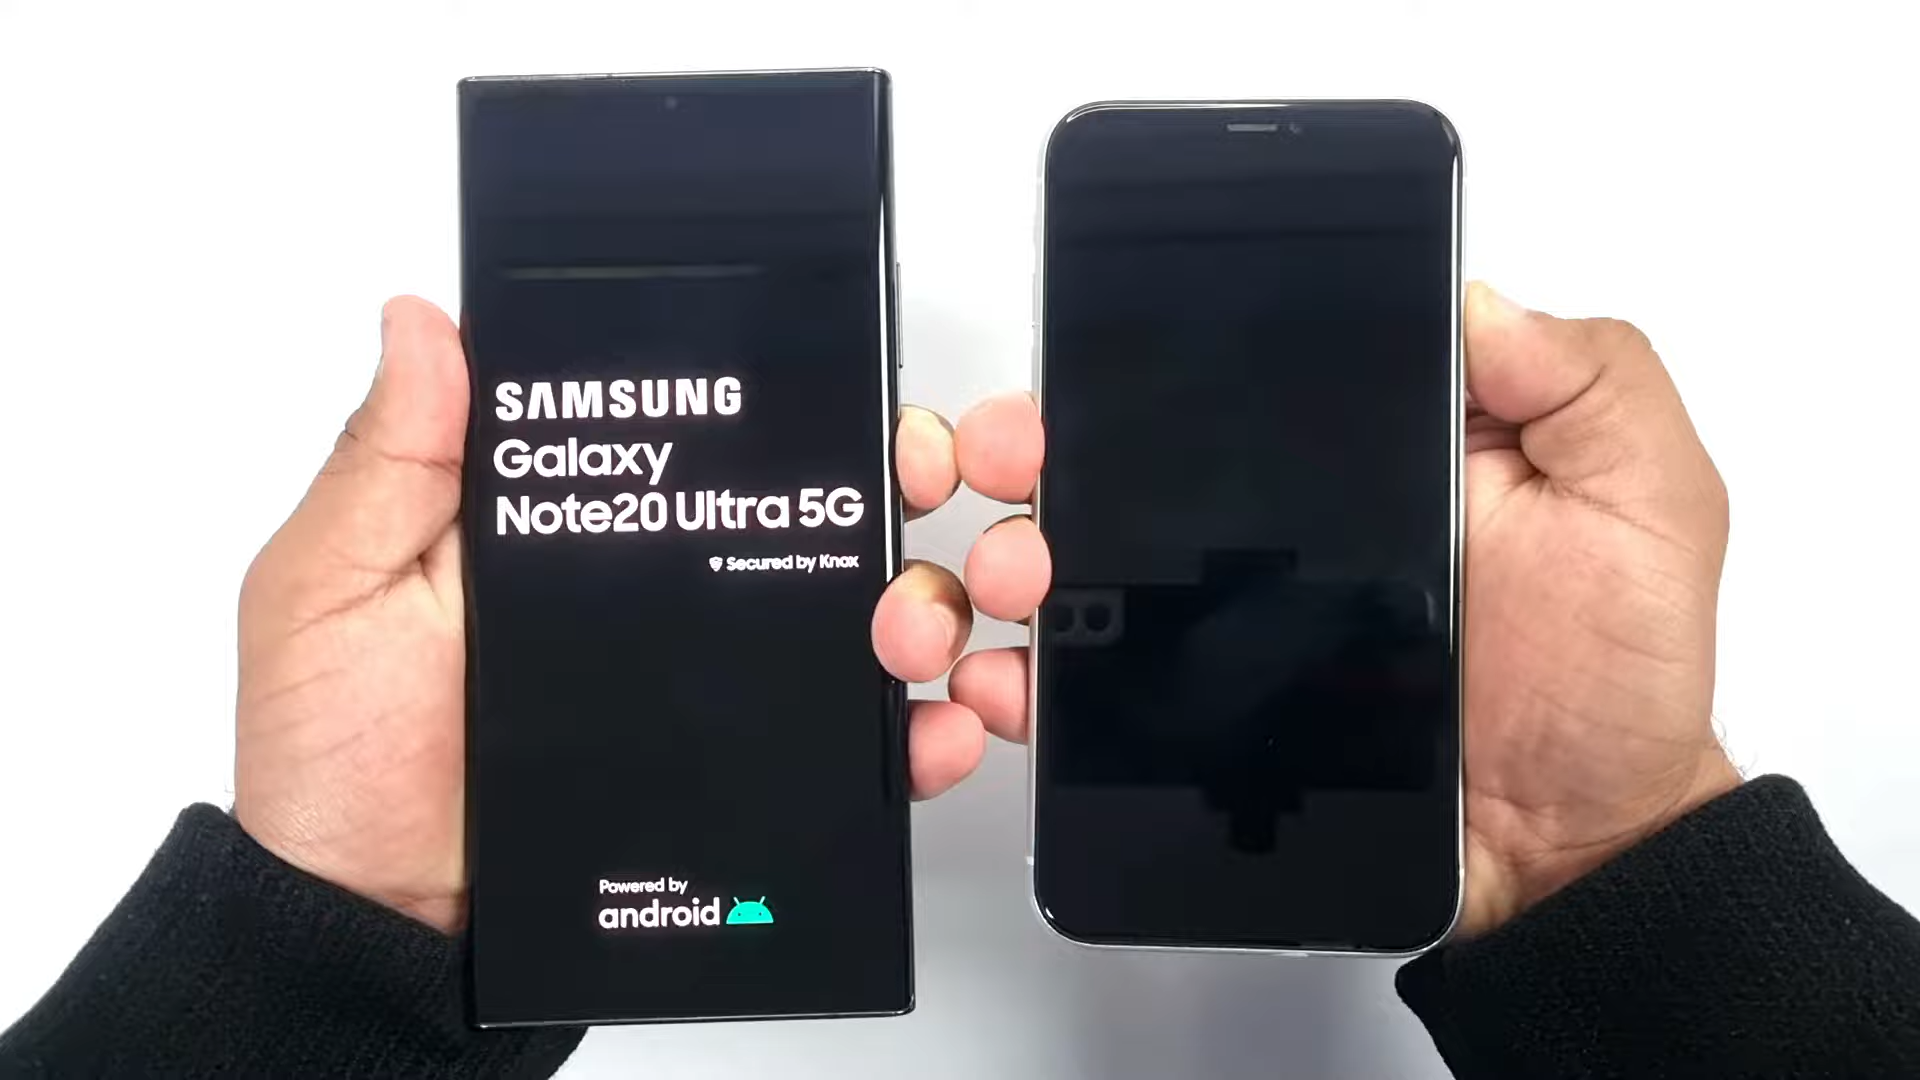 SAMSUNG
Galaxy
Note20 Ultra 5G
Secured by Knox
Powered by
android